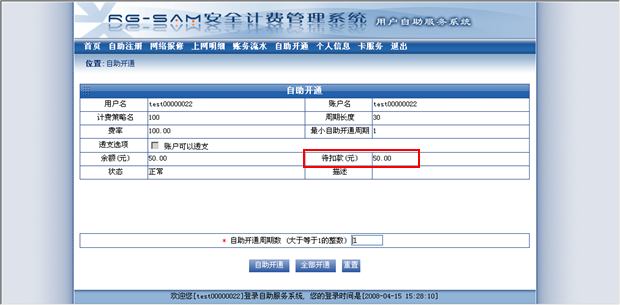 RG-SAM安全计费管理系统 用户自助服务系统
首页 自助注册 网络报修 上网明细 账务流水 自助开通 个人信息 卡服务 退出
位置:自助开通
自助开通
用户名 test00000022 账户名 test00000022
计费策略名 100 周期长度 30
费率 100.00 最小自助开通周期 1
透支选项 账户可以透支
余额(元) 50.00 待扣款(元) 50.00
状态 正常 描述
* 自助开通周期数 (大于等于1的整数) 1
自助开通 全部开通 重置
欢迎您[test00000022]登录自助服务系统, 您的登录时间是[2008-04-15 15:28:10]